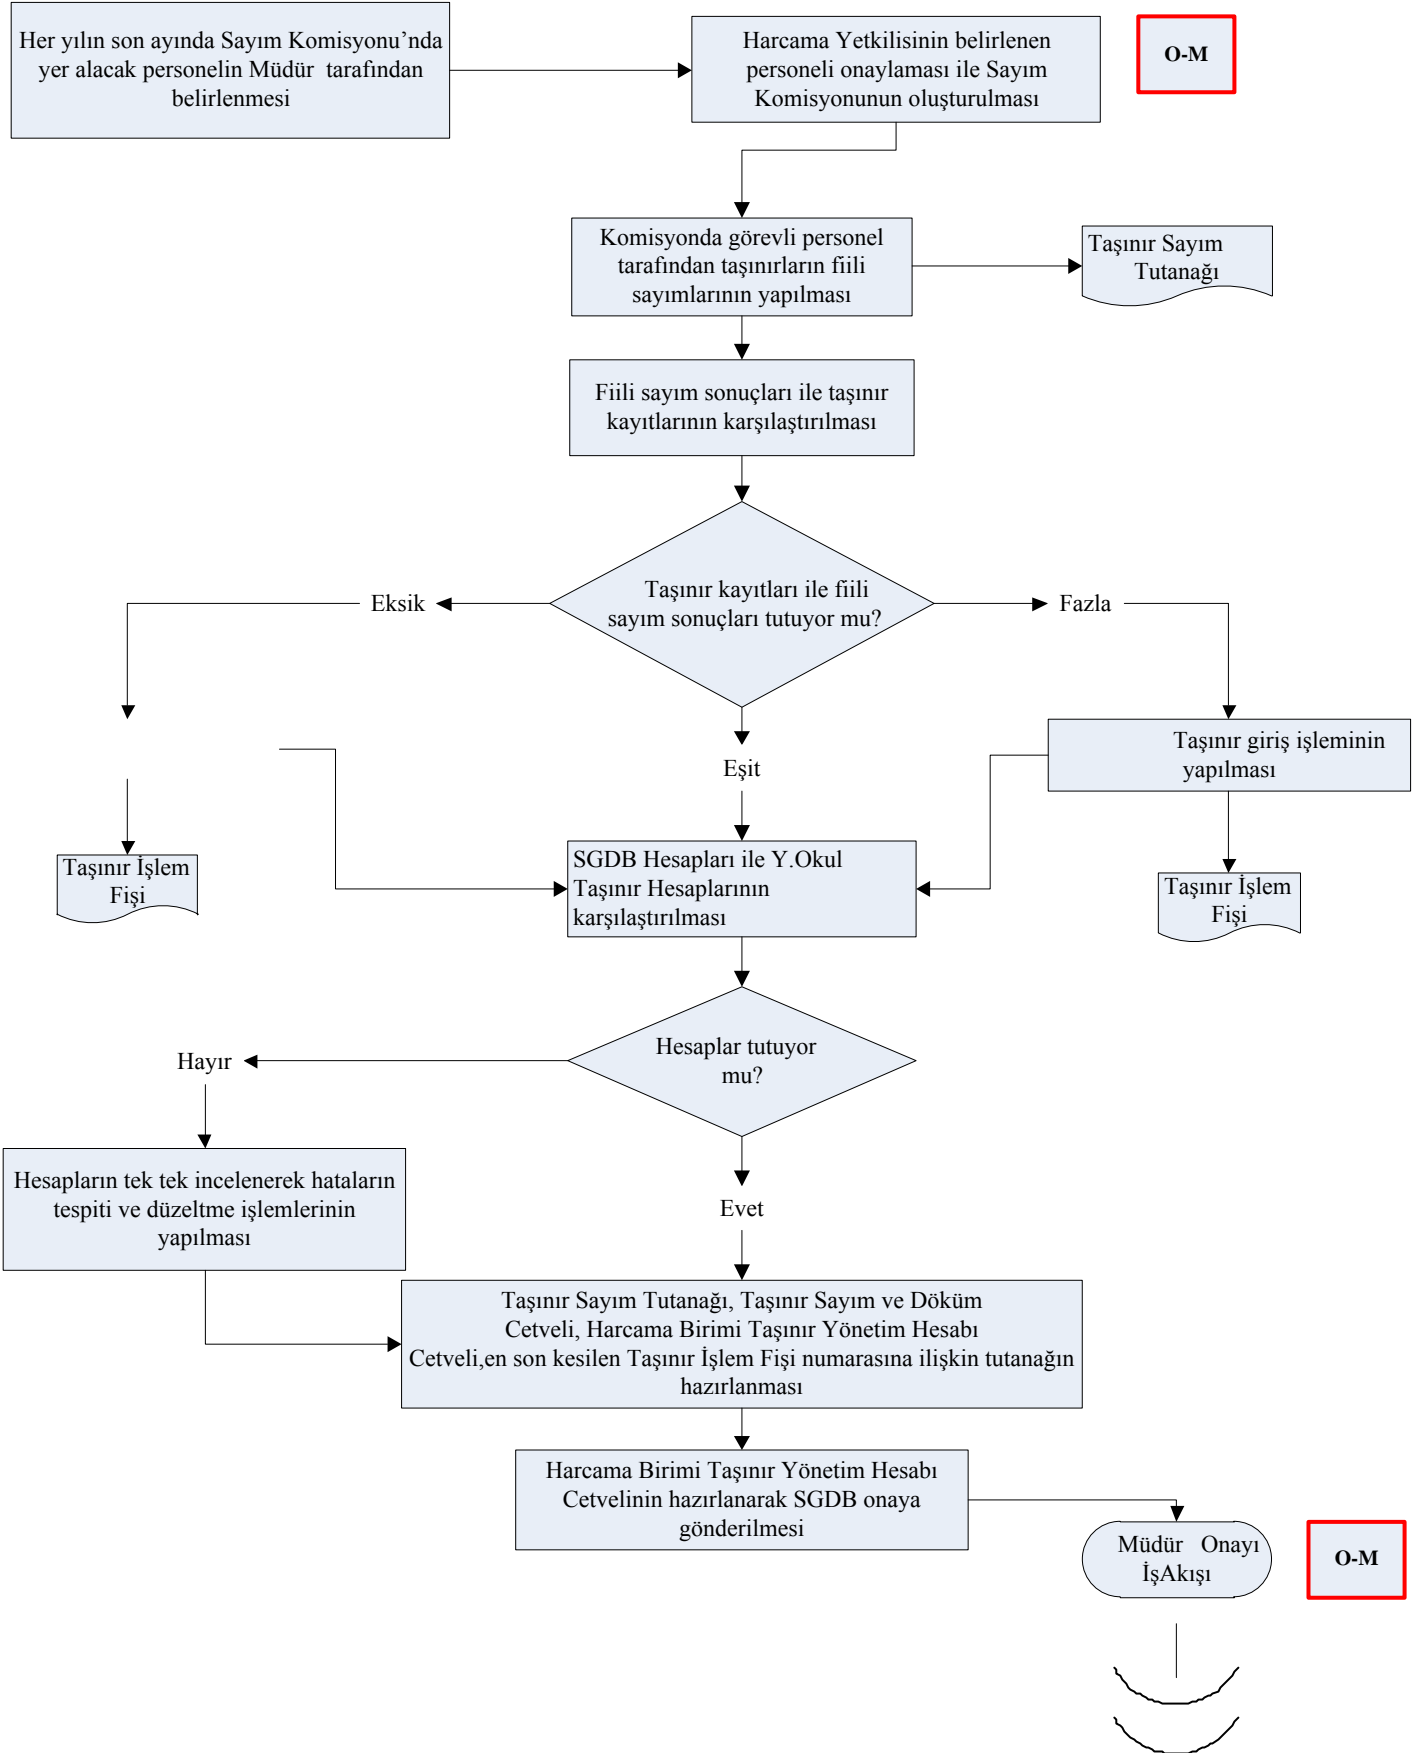 Her yılın son ayında Sayım Komisyonu’nda
yer alacak personelin Müdür tarafından
belirlenmesi
Harcama Yetkilisinin belirlenen
personeli onaylaması ile Sayım
Komisyonunun oluşturulması
O-M
Komisyonda görevli personel
tarafından taşınırların fiili
sayımlarının yapılması
Taşınır Sayım
Tutanağı
Fiili sayım sonuçları ile taşınır
kayıtlarının karşılaştırılması
Taşınır kayıtları ile fiili
sayım sonuçları tutuyor mu?
Eksik
Fazla
Eşit
Taşınır giriş işleminin
yapılması
Taşınır İşlem
Fişi
SGDB Hesapları ile Y.Okul
Taşınır Hesaplarının
karşılaştırılması
Taşınır İşlem
Fişi
Hesaplar tutuyor
mu?
Hayır
Evet
Hesapların tek tek incelenerek hataların
tespiti ve düzeltme işlemlerinin
yapılması
Taşınır Sayım Tutanağı, Taşınır Sayım ve Döküm
Cetveli, Harcama Birimi Taşınır Yönetim Hesabı
Cetveli,en son kesilen Taşınır İşlem Fişi numarasına ilişkin tutanağın
hazırlanması
Harcama Birimi Taşınır Yönetim Hesabı
Cetvelinin hazırlanarak SGDB onaya
gönderilmesi
Müdür Onayı
İşAkışı
O-M